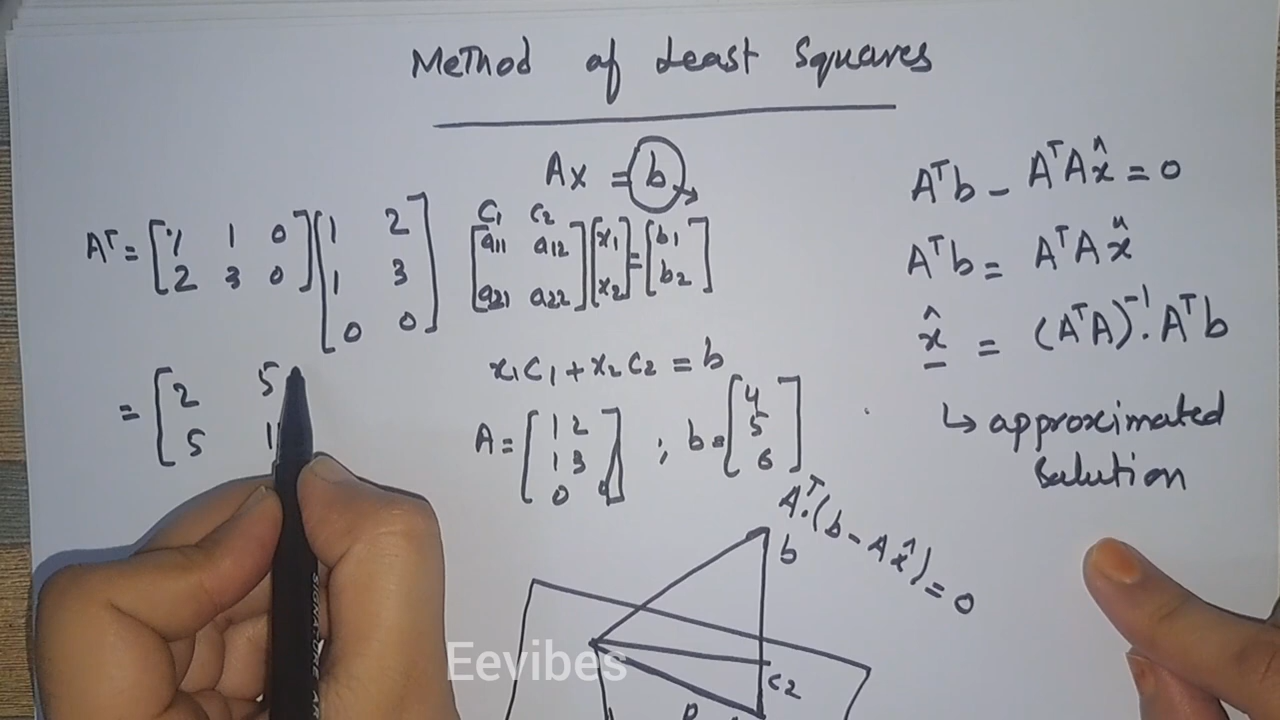 Method of Least Squares
Ax = b
Aᵀ = [1 1 0] [1 2]
[2 3 0] [1 3]
[0 0]
c1 c2
[a11 a12] [x1] = [b1]
[a21 a22] [x2] [b2]
= [2 5
[5 1
x1c1 + x2c2 = b
A = [1 2] ; b = [4]
[1 3] [5]
[0 0] [6]
Aᵀb - AᵀAx̂ = 0
Aᵀb = AᵀAx̂
x̂ = (AᵀA)⁻¹. Aᵀb
↳ approximated
solution
Aᵀ.(b - Ax̂) = 0
b
c2
Eevibes